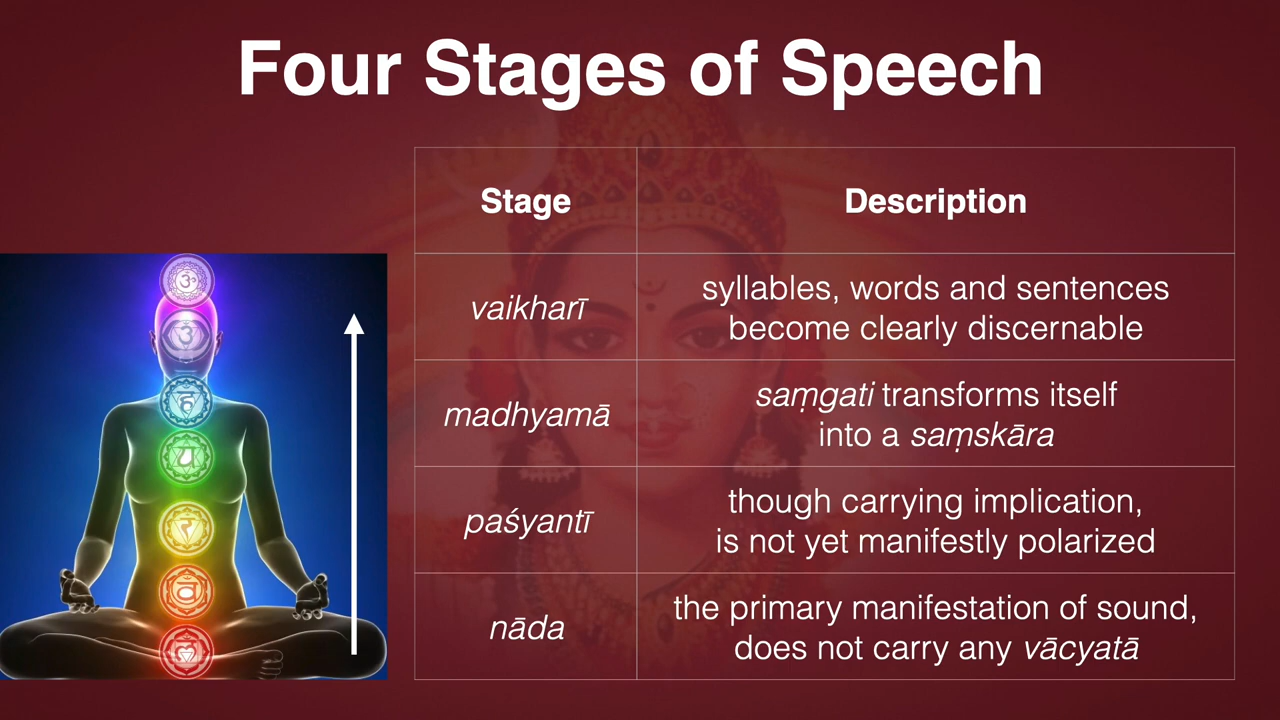 Four Stages of Speech
Stage
Description
vaikharī
syllables, words and sentences
become clearly discernable
madhyamā
saṃgati transforms itself
into a saṃskāra
paśyantī
though carrying implication,
is not yet manifestly polarized
nāda
the primary manifestation of sound,
does not carry any vācyatā